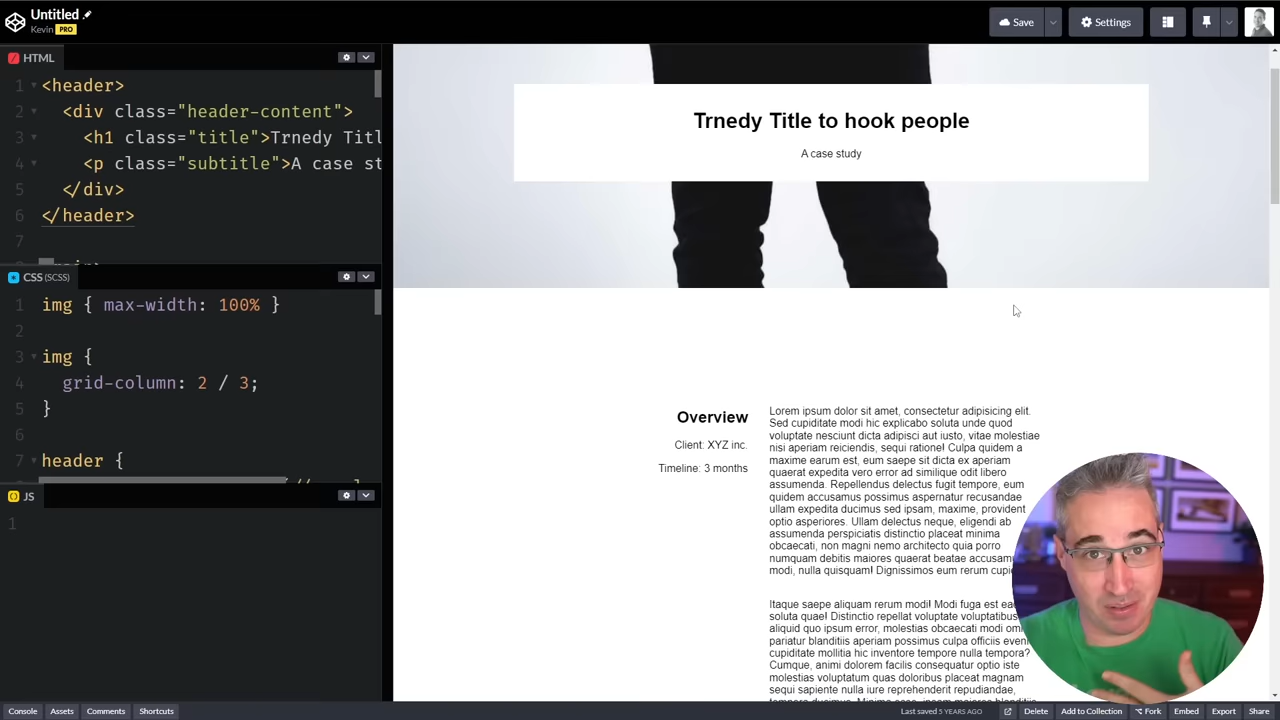 Untitled
Kevin PRO
Save
Settings
HTML
1 <header>
2 <div class="header-content">
3 <h1 class="title">Trnedy Titl
4 <p class="subtitle">A case st
5 </div>
6 </header>
7
CSS (SCSS)
1 img { max-width: 100% }
2
3 img {
4 grid-column: 2 / 3;
5 }
6
7 header {
JS
1
Trnedy Title to hook people
A case study
Overview
Client: XYZ inc.
Timeline: 3 months
Lorem ipsum dolor sit amet, consectetur adipisicing elit.
Sed cupiditate modi hic explicabo soluta unde quod
voluptate nesciunt dicta adipisci aut iusto, vitae molestiae
nisi aperiam reiciendis, sequi ratione! Culpa quidem a
maxime earum est, eum saepe sit dicta ex aperiam
quaerat expedita vero error ad similique odit libero
assumenda. Repellendus delectus fugit tempore, eum
quidem accusamus possimus aspernatur recusandae
ullam expedita ducimus sed ipsam, maxime, provident
optio asperiores. Ullam delectus neque, eligendi ab
assumenda perspiciatis distinctio placeat minima
obcaecati, non magni nemo architecto quia porro
numquam debitis maiores quaerat beatae accusam
modi, nulla quisquam! Dignissimos eum rerum cupi
Itaque saepe aliquam rerum modi! Modi fuga est ea
soluta quae! Distinctio repellat voluptate voluptatibus
aliquid quo ipsum error, molestias obcaecati modi om
pariatur blanditiis aperiam possimus culpa officiis eveni
cupiditate mollitia hic inventore tempore nulla tempora?
Cumque, animi dolorem facilis consequatur optio iste
molestias voluptatum quas doloribus placeat magnam
sequi sapiente nulla iure reprehenderit repudiandae,
Console
Assets
Comments
Shortcuts
Last saved 5 YEARS AGO
Delete
Add to Collection
Fork
Embed
Export
Share